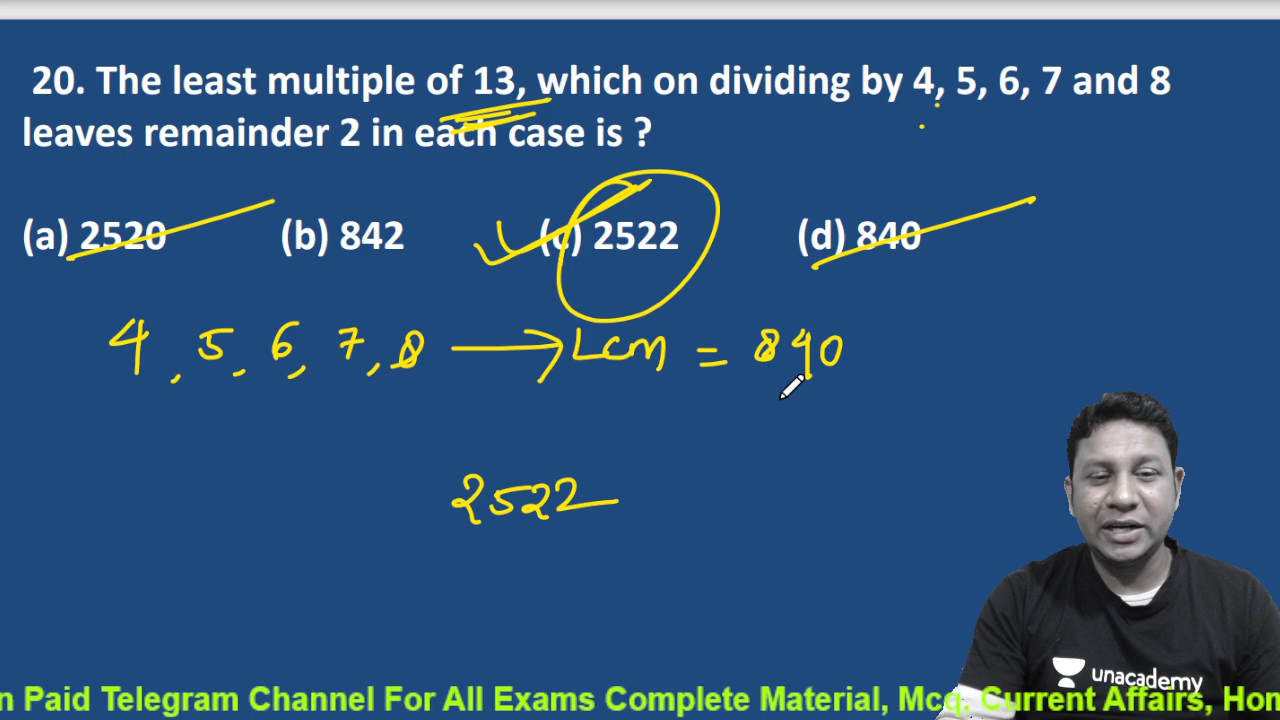 20. The least multiple of 13, which on dividing by 4, 5, 6, 7 and 8
leaves remainder 2 in each case is ?
(a) 2520 (b) 842 (c) 2522 (d) 840
4, 5, 6, 7, 8 → LCM = 840
2522
unacademy
n Paid Telegram Channel For All Exams Complete Material, Mcq, Current Affairs, Hon